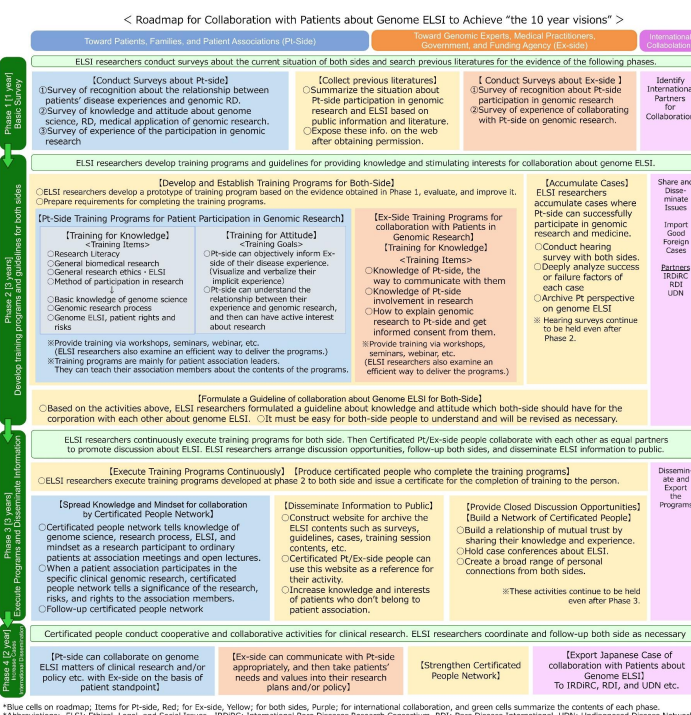 < Roadmap for Collaboration with Patients about Genome ELSI to Achieve "the 10 year visions" >
Toward Patients, Families, and Patient Associations (Pt-Side)
Toward Genomic Experts, Medical Practitioners,
Government, and Funding Agency (Ex-side)
International
Collabolation
Phase 1 [1 year]
Basic Survey
ELSI researchers conduct surveys about the current situation of both sides and search previous literatures for the evidence of the following phases.
【Conduct Surveys about Pt-side】
①Survey of recognition about the relationship between
patients' disease experiences and genomic RD.
②Survey of knowledge and attitude about genome
science, RD, medical application of genomic research.
③Survey of experience of the participation in genomic
research
【Collect previous literatures】
○Summarize the situation about
Pt-side participation in genomic
research and ELSI based on
public information and literature.
○Expose these info. on the web
after obtaining permission.
【 Conduct Surveys about Ex-side 】
①Survey of recognition about Pt-side
participation in genomic research
②Survey of experience of collaborating
with Pt-side on genomic research.
Identify
International
Partners
for
Collaboration
Phase 2 [3 years]
Develop training programs and guidelines for both sides
ELSI researchers develop training programs and guidelines for providing knowledge and stimulating interests for collaboration about genome ELSI.
【Develop and Establish Training Programs for Both-Side】
○ELSI researchers develop a prototype of training program based on the evidence obtained in Phase 1, evaluate, and improve it.
○Prepare requirements for completing the training programs.
【Pt-Side Training Programs for Patient Participation in Genomic Research】
【Training for Knowledge】
<Training Items>
○Research Literacy
○General biomedical research
○General research ethics・ELSI
○Method of participation in research
↓
○Basic knowledge of genome science
○Genomic research process
○Genome ELSI, patient rights and
risks
【Training for Attitude】
<Training Goals>
○Pt-side can objectively inform Ex-
side of their disease experience.
(Visualize and verbalize their
implicit experience)
○Pt-side can understand the
relationship between their
experience and genomic research,
and then can have active interest
about research
※Provide training via workshops, seminars, webinar, etc.
(ELSI researchers also examine an efficient way to deliver the programs.)
※Training programs are mainly for patient association leaders.
They can teach their association members about the contents of the programs.
【Ex-Side Training Programs for
collaboration with Patients in
Genomic Research】
【Training for Knowledge】
<Training Items>
○Knowledge of Pt-side, the
way to communicate with them
○Knowledge of Pt-side
involvement in research
○How to explain genomic
research to Pt-side and get
informed consent from them.
※Provide training via workshops,
seminars, webinar, etc.
(ELSI researchers also examine an
efficient way to deliver the programs.)
【Accumulate Cases】
ELSI researchers
accumulate cases where
Pt-side can successfully
participate in genomic
research and medicine.
○Conduct hearing
survey with both sides.
○Deeply analyze success
or failure factors of
each case
○Archive Pt perspective
on genome ELSI
※ Hearing surveys continue
to be held even after
Phase 2.
Share and
Disse-
minate
Issues
Import
Good
Foreign
Cases
Partners
IRDiRC
RDI
UDN
【Formulate a Guideline of collaboration about Genome ELSI for Both-Side】
○Based on the activities above, ELSI researchers formulated a guideline about knowledge and attitude which both-side should have for the
corporation with each other about genome ELSI. ○It must be easy for both-side people to understand and will be revised as necessary.
Phase 3 [3 years]
Execute Programs and Disseminate Information
ELSI researchers continuously execute training programs for both side. Then Certificated Pt/Ex-side people collaborate with each other as equal partners
to promote discussion about ELSI. ELSI researchers arrange discussion opportunities, follow-up both sides, and disseminate ELSI information to public.
【Execute Training Programs Continuously】 【Produce certificated people who complete the training programs】
○ELSI researchers execute training programs developed at phase 2 to both side and issue a certificate for the completion of training to the person.
【Spread Knowledge and Mindset for collaboration
by Certificated People Network】
○Certificated people network tells knowledge of
genome science, research process, ELSI, and
mindset as a research participant to ordinary
patients at association meetings and open lectures.
○When a patient association participates in the
specific clinical genomic research, certificated
people network tells a significance of the research,
risks, and rights to the association members.
○Follow-up certificated people network
【Disseminate Information to Public】
○Construct website for archive the
ELSI contents such as surveys,
guidelines, cases, training session
contents, etc.
○Certificated Pt/Ex-side people can
use this website as a reference for
their activity.
○Increase knowledge and interests
of patients who don't belong to
patient association.
【Provide Closed Discussion Opportunities】
【Build a Network of Certificated People】
○Build a relationship of mutual trust by
sharing their knowledge and experience.
○Hold case conferences about ELSI.
○Create a broad range of personal
connections from both sides.
※These activities continue to be held
even after Phase 3.
Dissemin-
ate and
Export
the
Programs
Phase 4 [2 year]
International Dissemination
Certificated people conduct cooperative and collaborative activities for clinical research. ELSI researchers coordinate and follow-up both side as necessary
【Pt-side can collaborate on genome
ELSI matters of clinical research and/or
policy etc. with Ex-side on the basis of
patient standpoint】
【Ex-side can communicate with Pt-side
appropriately, and then take patients'
needs and values into their research
plans and/or policy】
【Strengthen Certificated
People Network】
【Export Japanese Case of
collaboration with Patients about
Genome ELSI】
To IRDiRC, RDI, and UDN etc.
*Blue cells on roadmap; Items for Pt-side, Red; for Ex-side, Yellow; for both sides, Purple; for international collaboration, and green cells summarize the contents of each phase.